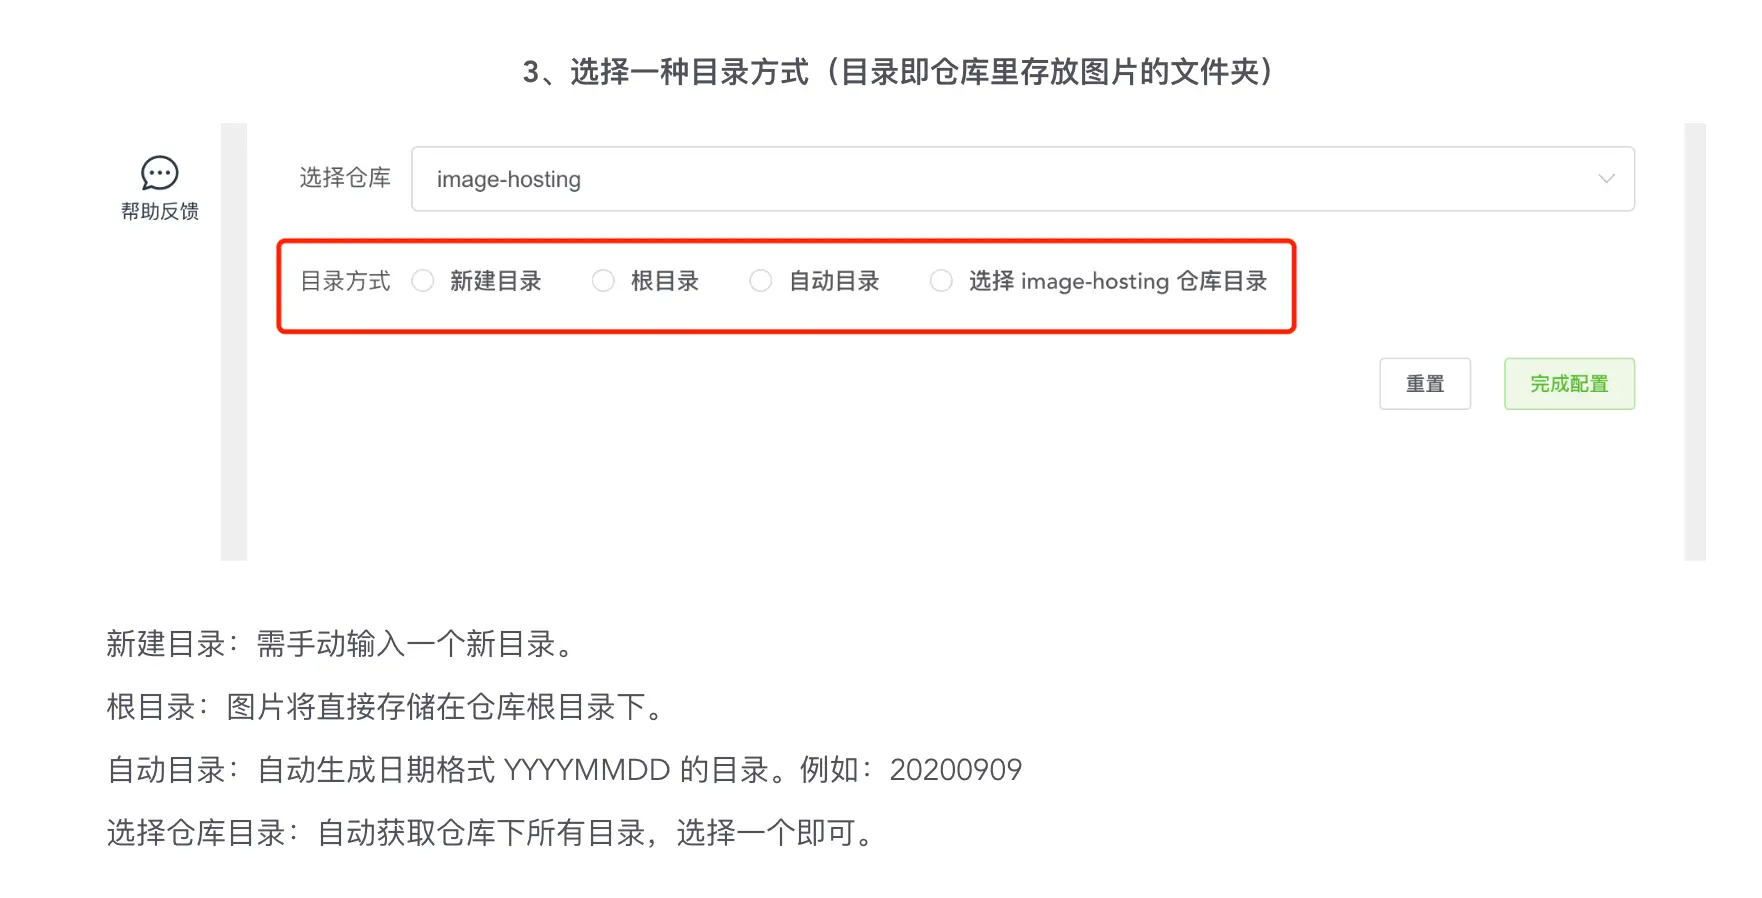 3、选择一种目录方式（目录即仓库里存放图片的文件夹）
帮助反馈
选择仓库 image-hosting
目录方式 新建目录 根目录 自动目录 选择 image-hosting 仓库目录
重置 完成配置
新建目录：需手动输入一个新目录。
根目录：图片将直接存储在仓库根目录下。
自动目录：自动生成日期格式 YYYYMMDD 的目录。例如：20200909
选择仓库目录：自动获取仓库下所有目录，选择一个即可。